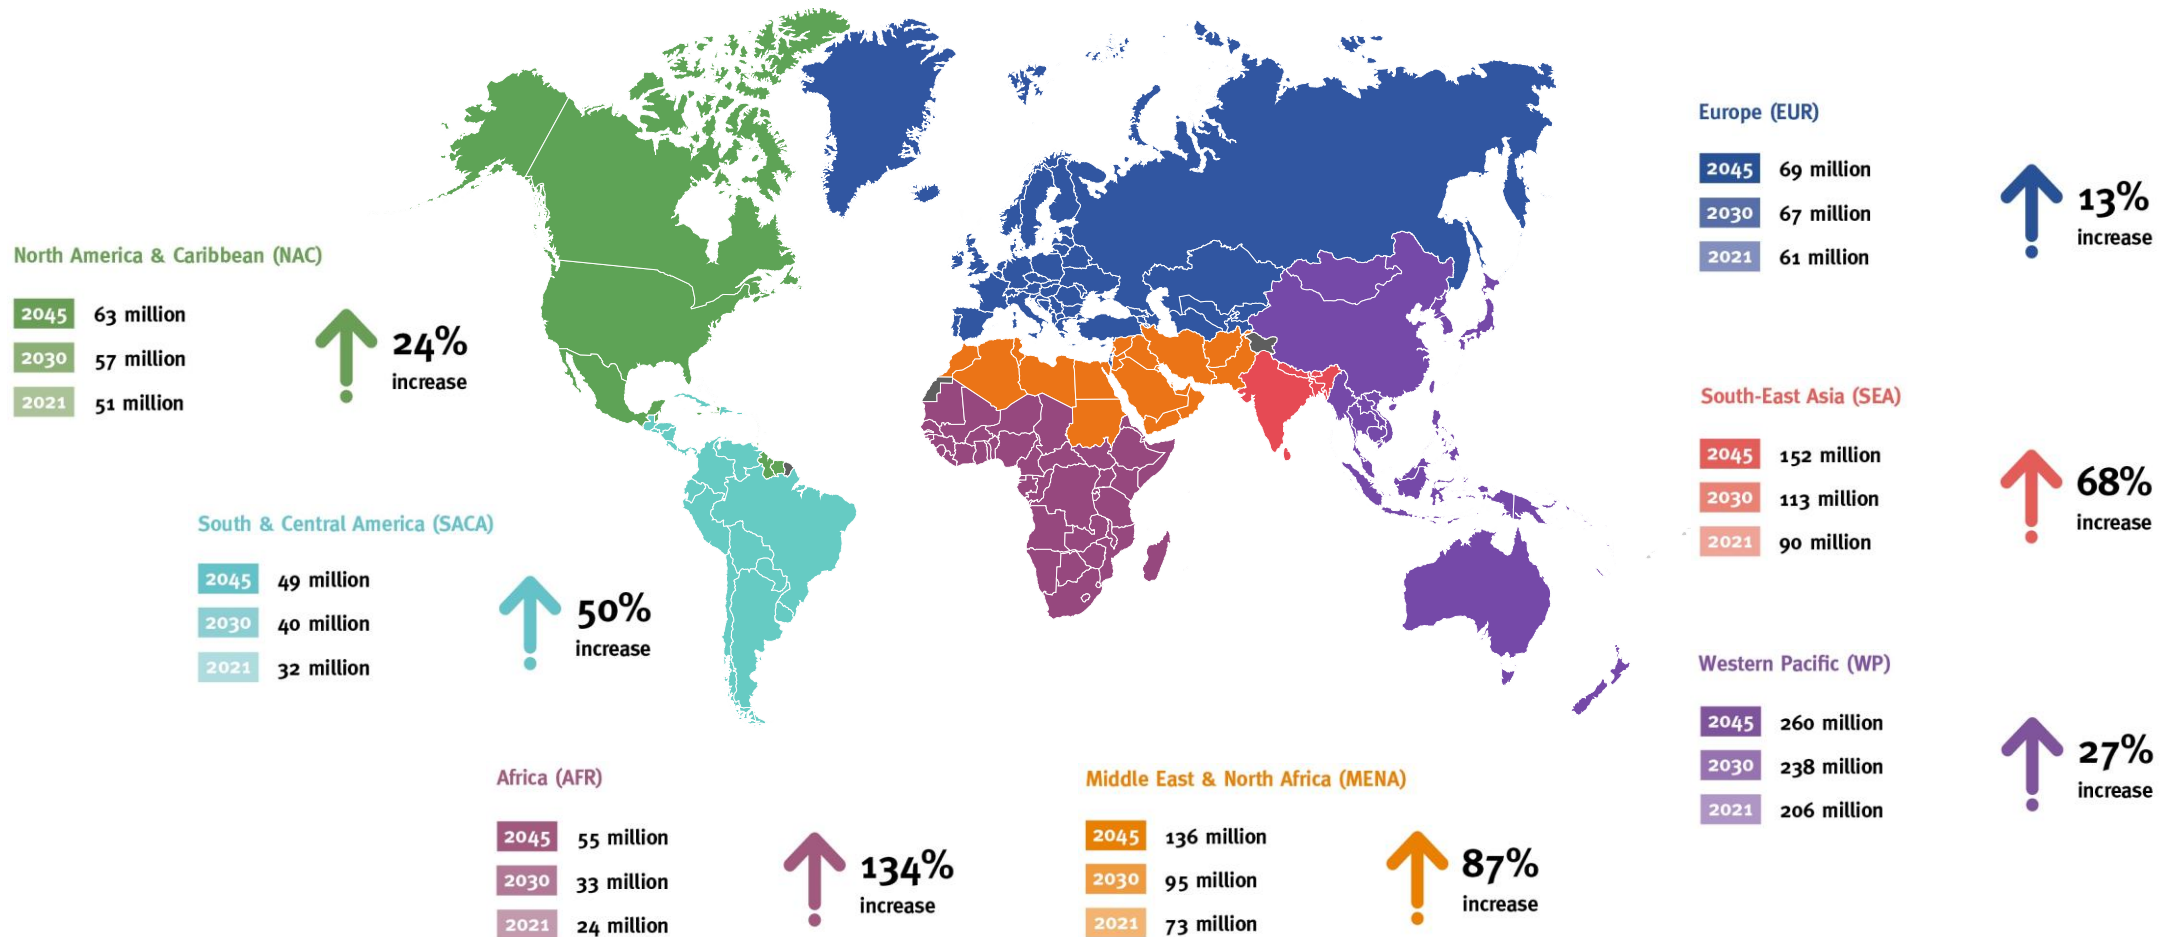 Europe (EUR)
2045 69 million
2030 67 million
2021 61 million
13%
increase
North America & Caribbean (NAC)
2045 63 million
2030 57 million
2021 51 million
24%
increase
South-East Asia (SEA)
2045 152 million
2030 113 million
2021 90 million
68%
increase
South & Central America (SACA)
2045 49 million
2030 40 million
2021 32 million
50%
increase
Western Pacific (WP)
2045 260 million
2030 238 million
2021 206 million
27%
increase
Africa (AFR)
2045 55 million
2030 33 million
2021 24 million
134%
increase
Middle East & North Africa (MENA)
2045 136 million
2030 95 million
2021 73 million
87%
increase